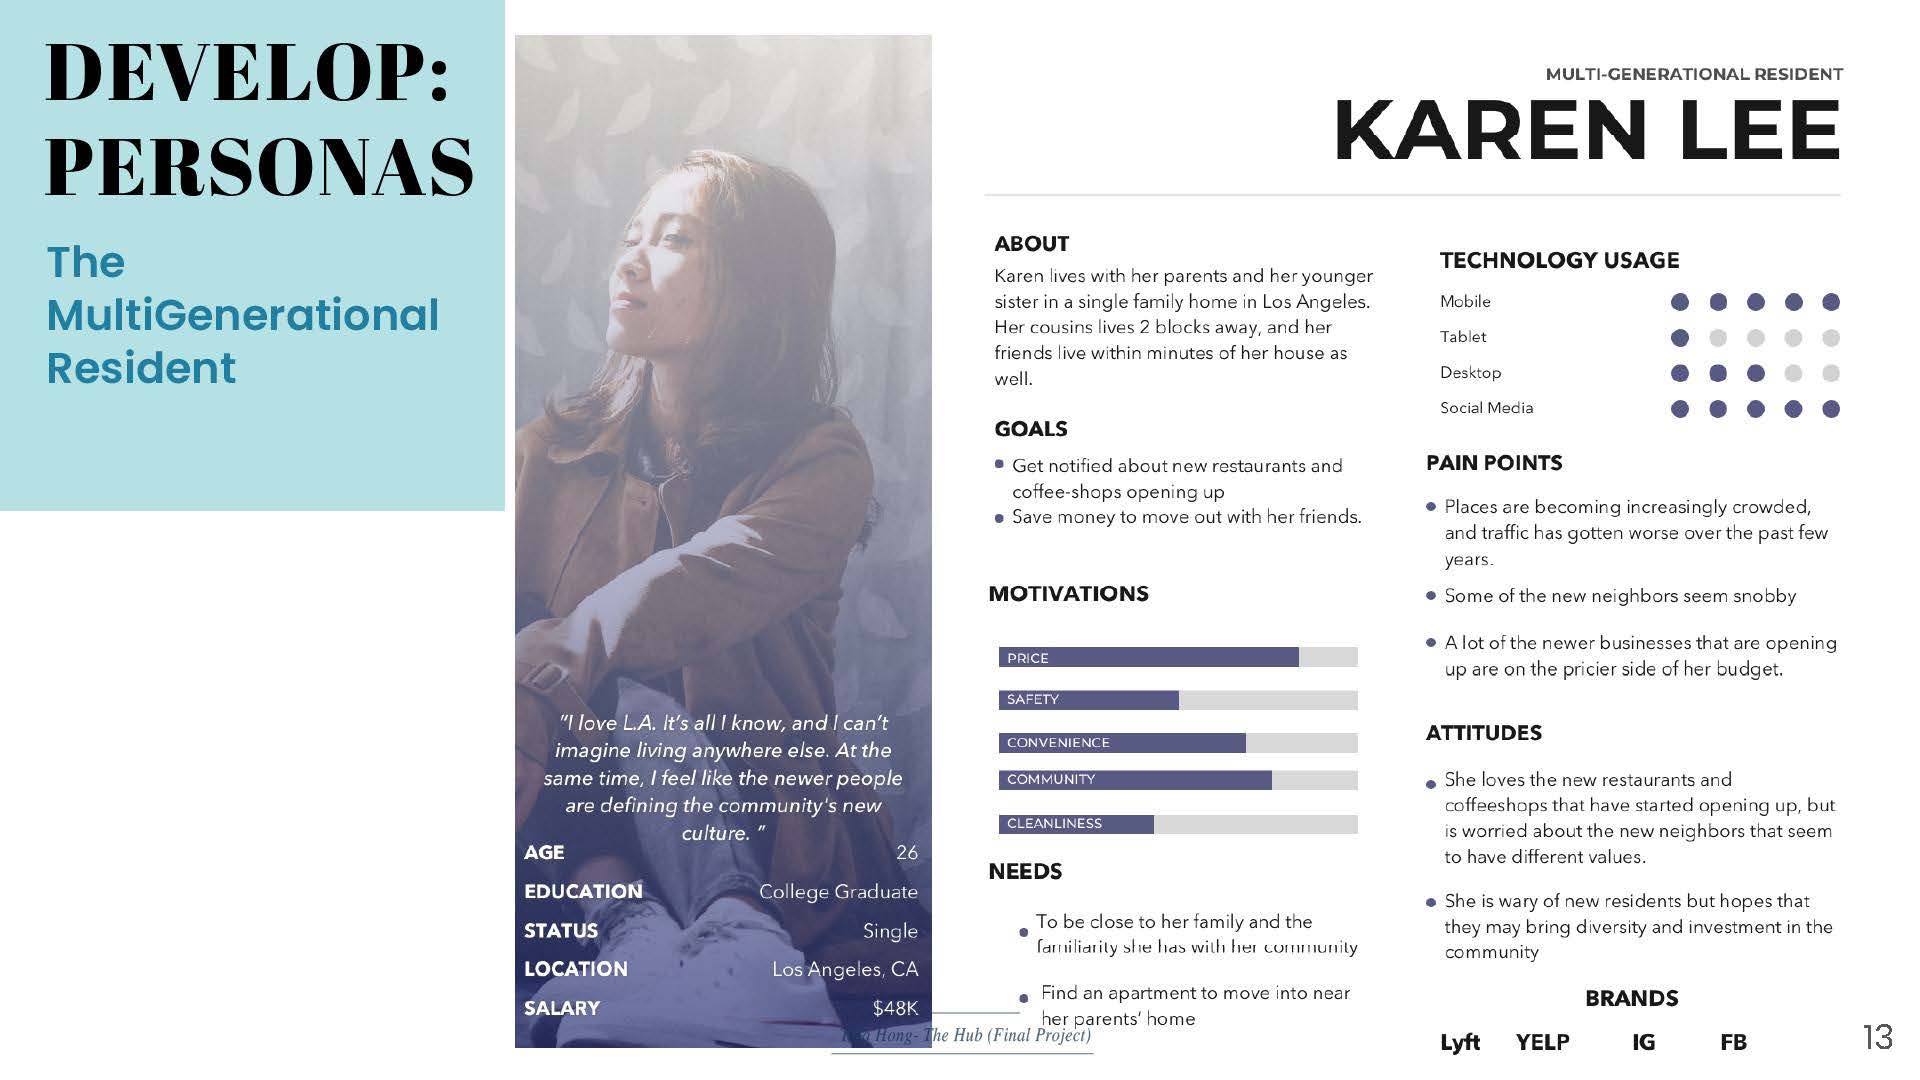 DEVELOP:
PERSONAS
The
MultiGenerational
Resident
"I love L.A. It's all I know, and I can't
imagine living anywhere else. At the
same time, I feel like the newer people
are defining the community's new
culture. "
AGE 26
EDUCATION College Graduate
STATUS Single
LOCATION Los Angeles, CA
SALARY $48K
MULTI-GENERATIONAL RESIDENT
KAREN LEE
ABOUT
Karen lives with her parents and her younger
sister in a single family home in Los Angeles.
Her cousins lives 2 blocks away, and her
friends live within minutes of her house as
well.
GOALS
Get notified about new restaurants and
coffee-shops opening up
Save money to move out with her friends.
MOTIVATIONS
PRICE
SAFETY
CONVENIENCE
COMMUNITY
CLEANLINESS
NEEDS
To be close to her family and the
familiarity she has with her community
Find an apartment to move into near
her parents' home
TECHNOLOGY USAGE
Mobile
Tablet
Desktop
Social Media
PAIN POINTS
Places are becoming increasingly crowded,
and traffic has gotten worse over the past few
years.
Some of the new neighbors seem snobby
A lot of the newer businesses that are opening
up are on the pricier side of her budget.
ATTITUDES
She loves the new restaurants and
coffeeshops that have started opening up, but
is worried about the new neighbors that seem
to have different values.
She is wary of new residents but hopes that
they may bring diversity and investment in the
community
BRANDS
Lyft YELP IG FB
Hong- The Hub (Final Project)
13